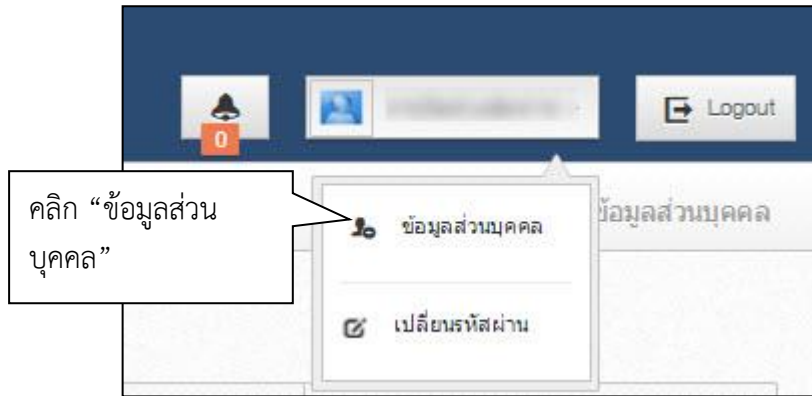 0
Logout
คลิก “ข้อมูลส่วน
บุคคล”
ข้อมูลส่วนบุคคล
ข้อมูลส่วนบุคคล
เปลี่ยนรหัสผ่าน